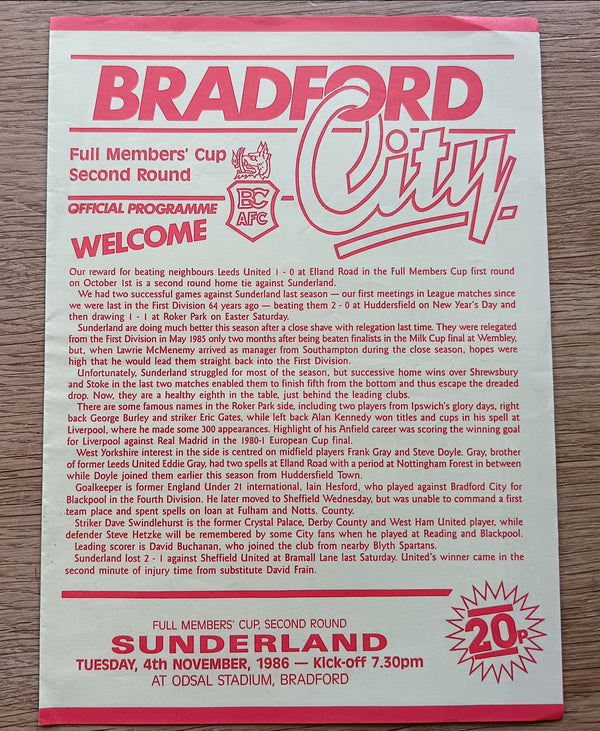 BRADFORD
City
Full Members' Cup
Second Round
BC
AFC
OFFICIAL PROGRAMME
WELCOME
Our reward for beating neighbours Leeds United 1 - 0 at Elland Road in the Full Members Cup first round
on October 1st is a second round home tie against Sunderland.
We had two successful games against Sunderland last season — our first meetings in League matches since
we were last in the First Division 64 years ago — beating them 2 - 0 at Huddersfield on New Year's Day and
then drawing 1 - 1 at Roker Park on Easter Saturday.
Sunderland are doing much better this season after a close shave with relegation last time. They were relegated
from the First Division in May 1985 only two months after being beaten finalists in the Milk Cup final at Wembley,
but, when Lawrie McMenemy arrived as manager from Southampton during the close season, hopes were
high that he would lead them straight back into the First Division.
Unfortunately, Sunderland struggled for most of the season, but successive home wins over Shrewsbury
and Stoke in the last two matches enabled them to finish fifth from the bottom and thus escape the dreaded
drop. Now, they are a healthy eighth in the table, just behind the leading clubs.
There are some famous names in the Roker Park side, including two players from Ipswich's glory days, right
back George Burley and striker Eric Gates, while left back Alan Kennedy won titles and cups in his spell at
Liverpool, where he made some 300 appearances. Highlight of his Anfield career was scoring the winning goal
for Liverpool against Real Madrid in the 1980-1 European Cup final.
West Yorkshire interest in the side is centred on midfield players Frank Gray and Steve Doyle. Gray, brother
of former Leeds United Eddie Gray, had two spells at Elland Road with a period at Nottingham Forest in between
while Doyle joined them earlier this season from Huddersfield Town.
Goalkeeper is former England Under 21 international, Iain Hesford, who played against Bradford City for
Blackpool in the Fourth Division. He later moved to Sheffield Wednesday, but was unable to command a first
team place and spent spells on loan at Fulham and Notts. County.
Striker Dave Swindlehurst is the former Crystal Palace, Derby County and West Ham United player, while
defender Steve Hetzke will be remembered by some City fans when he played at Reading and Blackpool.
Leading scorer is David Buchanan, who joined the club from nearby Blyth Spartans.
Sunderland lost 2 - 1 against Sheffield United at Bramall Lane last Saturday. United's winner came in the
second minute of injury time from substitute David Frain.
FULL MEMBERS' CUP, SECOND ROUND
SUNDERLAND
TUESDAY, 4th NOVEMBER, 1986 — Kick-off 7.30pm
AT ODSAL STADIUM, BRADFORD
20p.